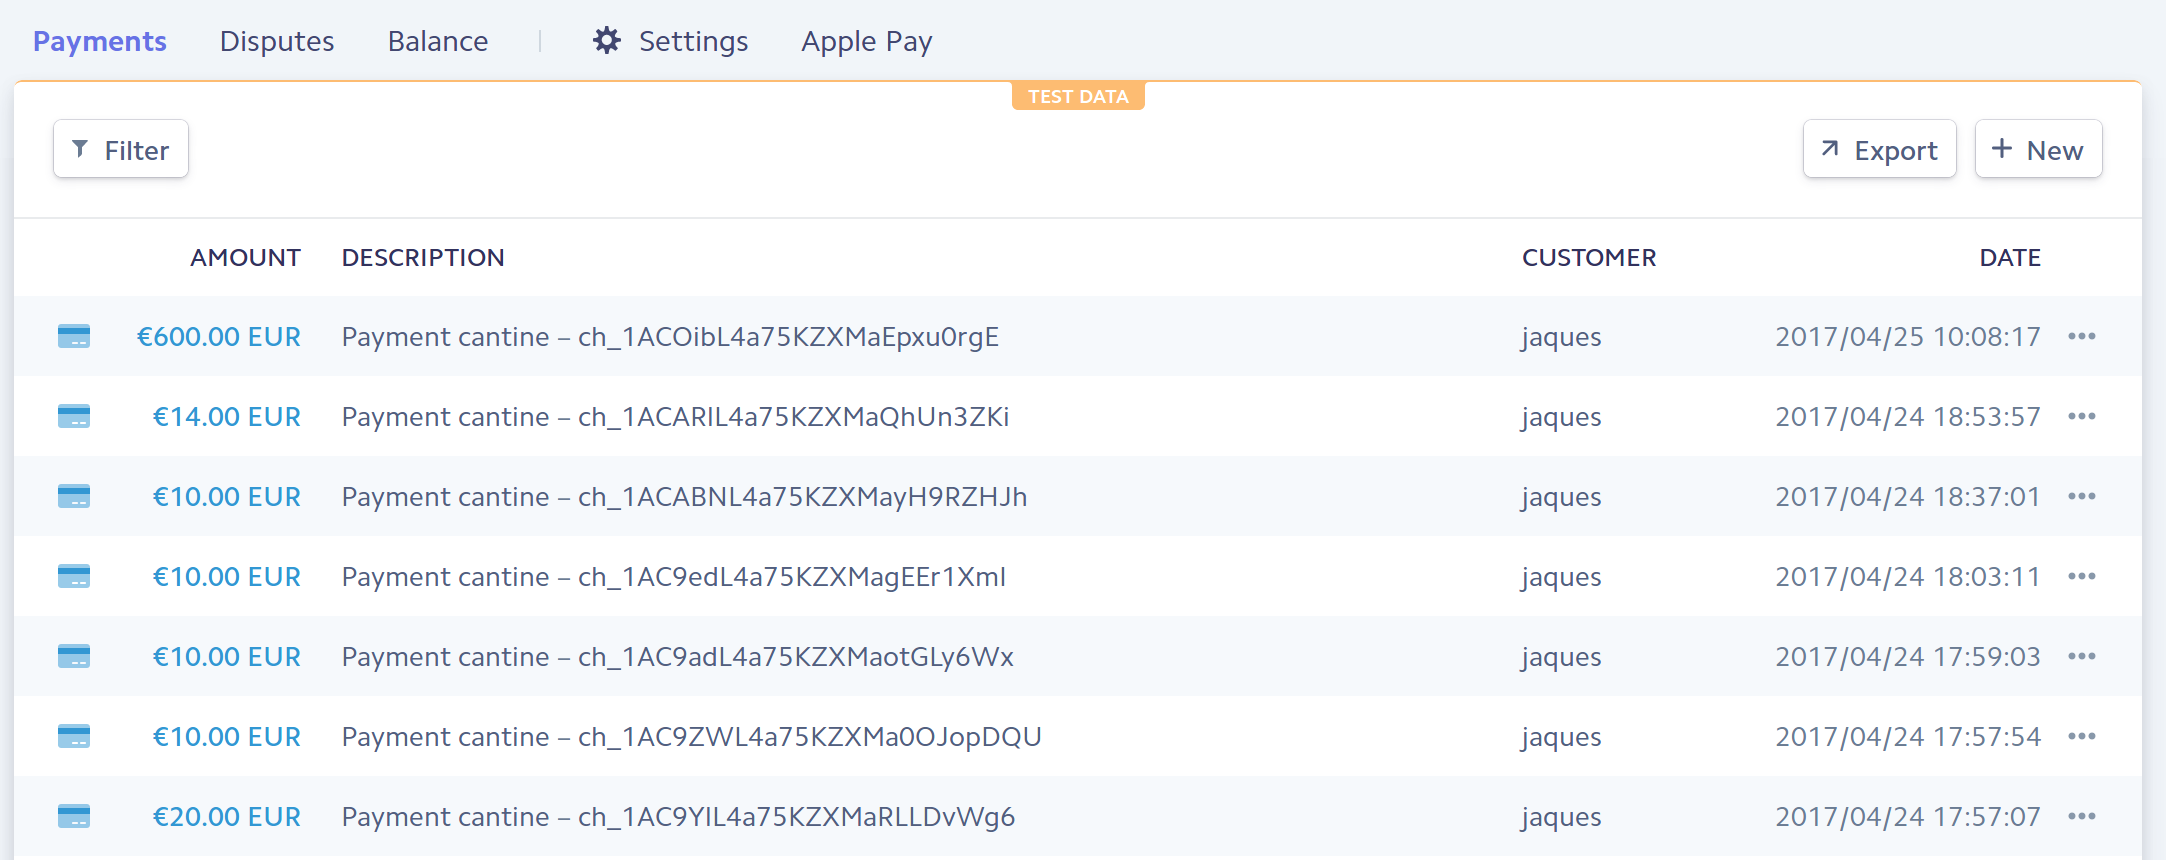 Payments Disputes Balance Settings Apple Pay
TEST DATA
Filter Export New
AMOUNT DESCRIPTION CUSTOMER DATE
€600.00 EUR Payment cantine – ch_1ACOibL4a75KZXMaEpxu0rgE jaques 2017/04/25 10:08:17
€14.00 EUR Payment cantine – ch_1ACARIL4a75KZXMaQhUn3ZKi jaques 2017/04/24 18:53:57
€10.00 EUR Payment cantine – ch_1ACABNL4a75KZXMayH9RZHJh jaques 2017/04/24 18:37:01
€10.00 EUR Payment cantine – ch_1AC9edL4a75KZXMagEEr1XmI jaques 2017/04/24 18:03:11
€10.00 EUR Payment cantine – ch_1AC9adL4a75KZXMaotGLy6Wx jaques 2017/04/24 17:59:03
€10.00 EUR Payment cantine – ch_1AC9ZWL4a75KZXMa0OJopDQU jaques 2017/04/24 17:57:54
€20.00 EUR Payment cantine – ch_1AC9YIL4a75KZXMaRLLDvWg6 jaques 2017/04/24 17:57:07